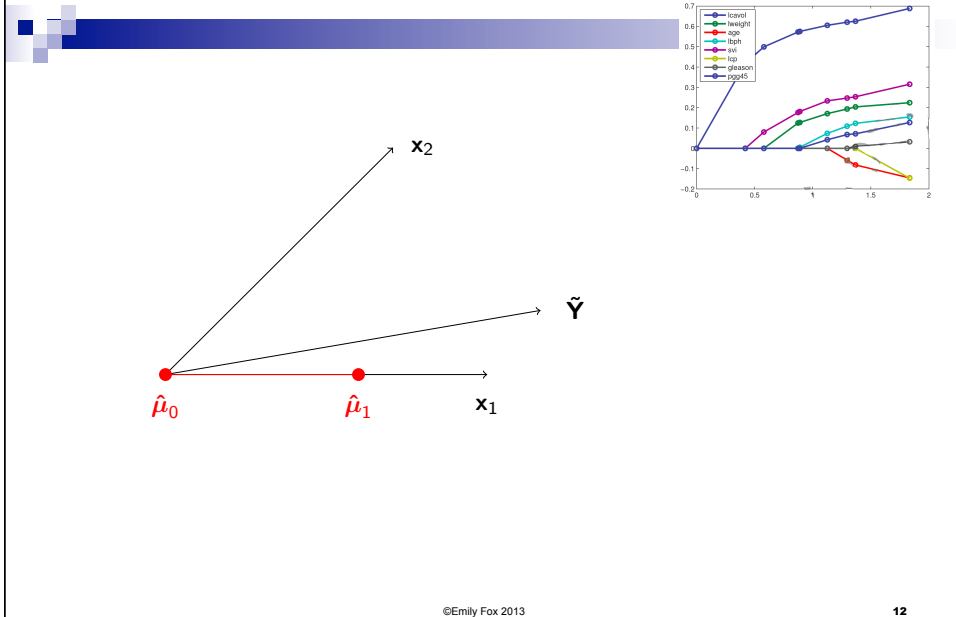 0.7
0.6
0.5
0.4
0.3
0.2
0.1
0
−0.1
−0.2
0 0.5 1 1.5 2
lcavol
lweight
age
lbph
svi
lcp
gleason
pgg45
x₂
Ỹ
μ̂₀ μ̂₁ x₁
©Emily Fox 2013 12